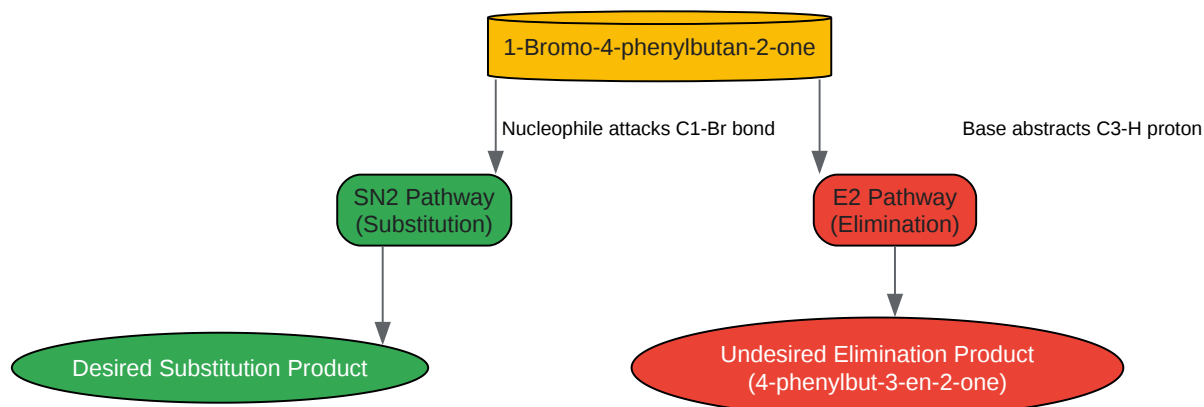 1-Bromo-4-phenylbutan-2-one
Nucleophile attacks C1-Br bond
Base abstracts C3-H proton
SN2 Pathway
(Substitution)
E2 Pathway
(Elimination)
Desired Substitution Product
Undesired Elimination Product
(4-phenylbut-3-en-2-one)